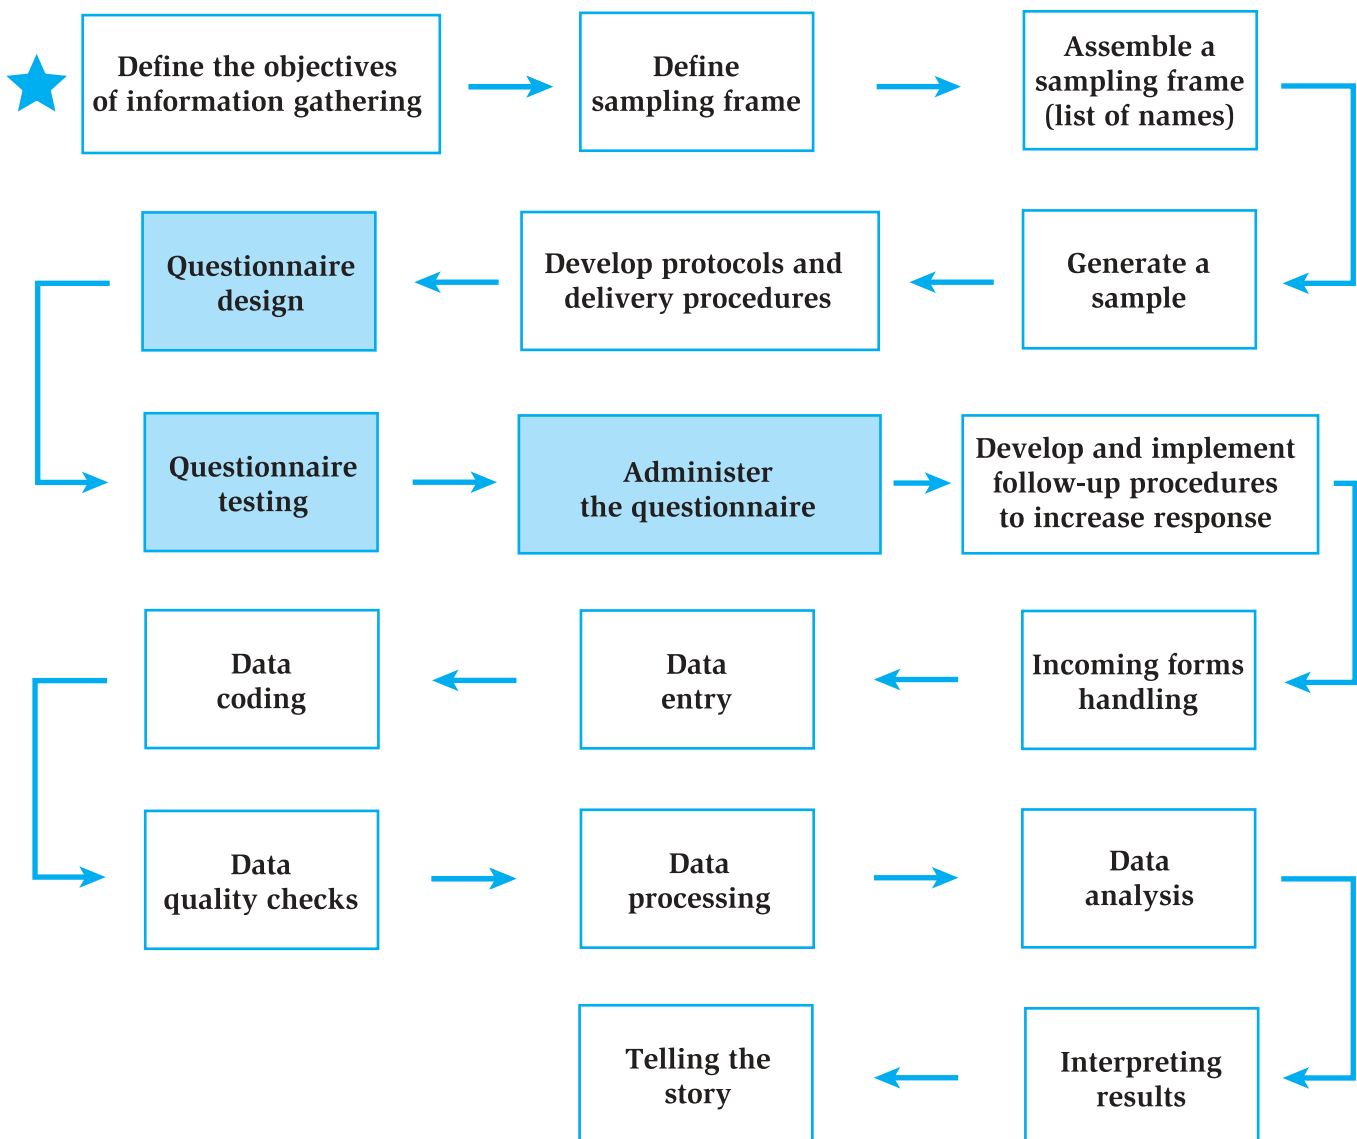 Define the objectives
of information gathering
Define
sampling frame
Assemble a
sampling frame
(list of names)
Generate a
sample
Develop protocols and
delivery procedures
Questionnaire
design
Questionnaire
testing
Administer
the questionnaire
Develop and implement
follow-up procedures
to increase response
Incoming forms
handling
Data
entry
Data
coding
Data
quality checks
Data
processing
Data
analysis
Interpreting
results
Telling the
story